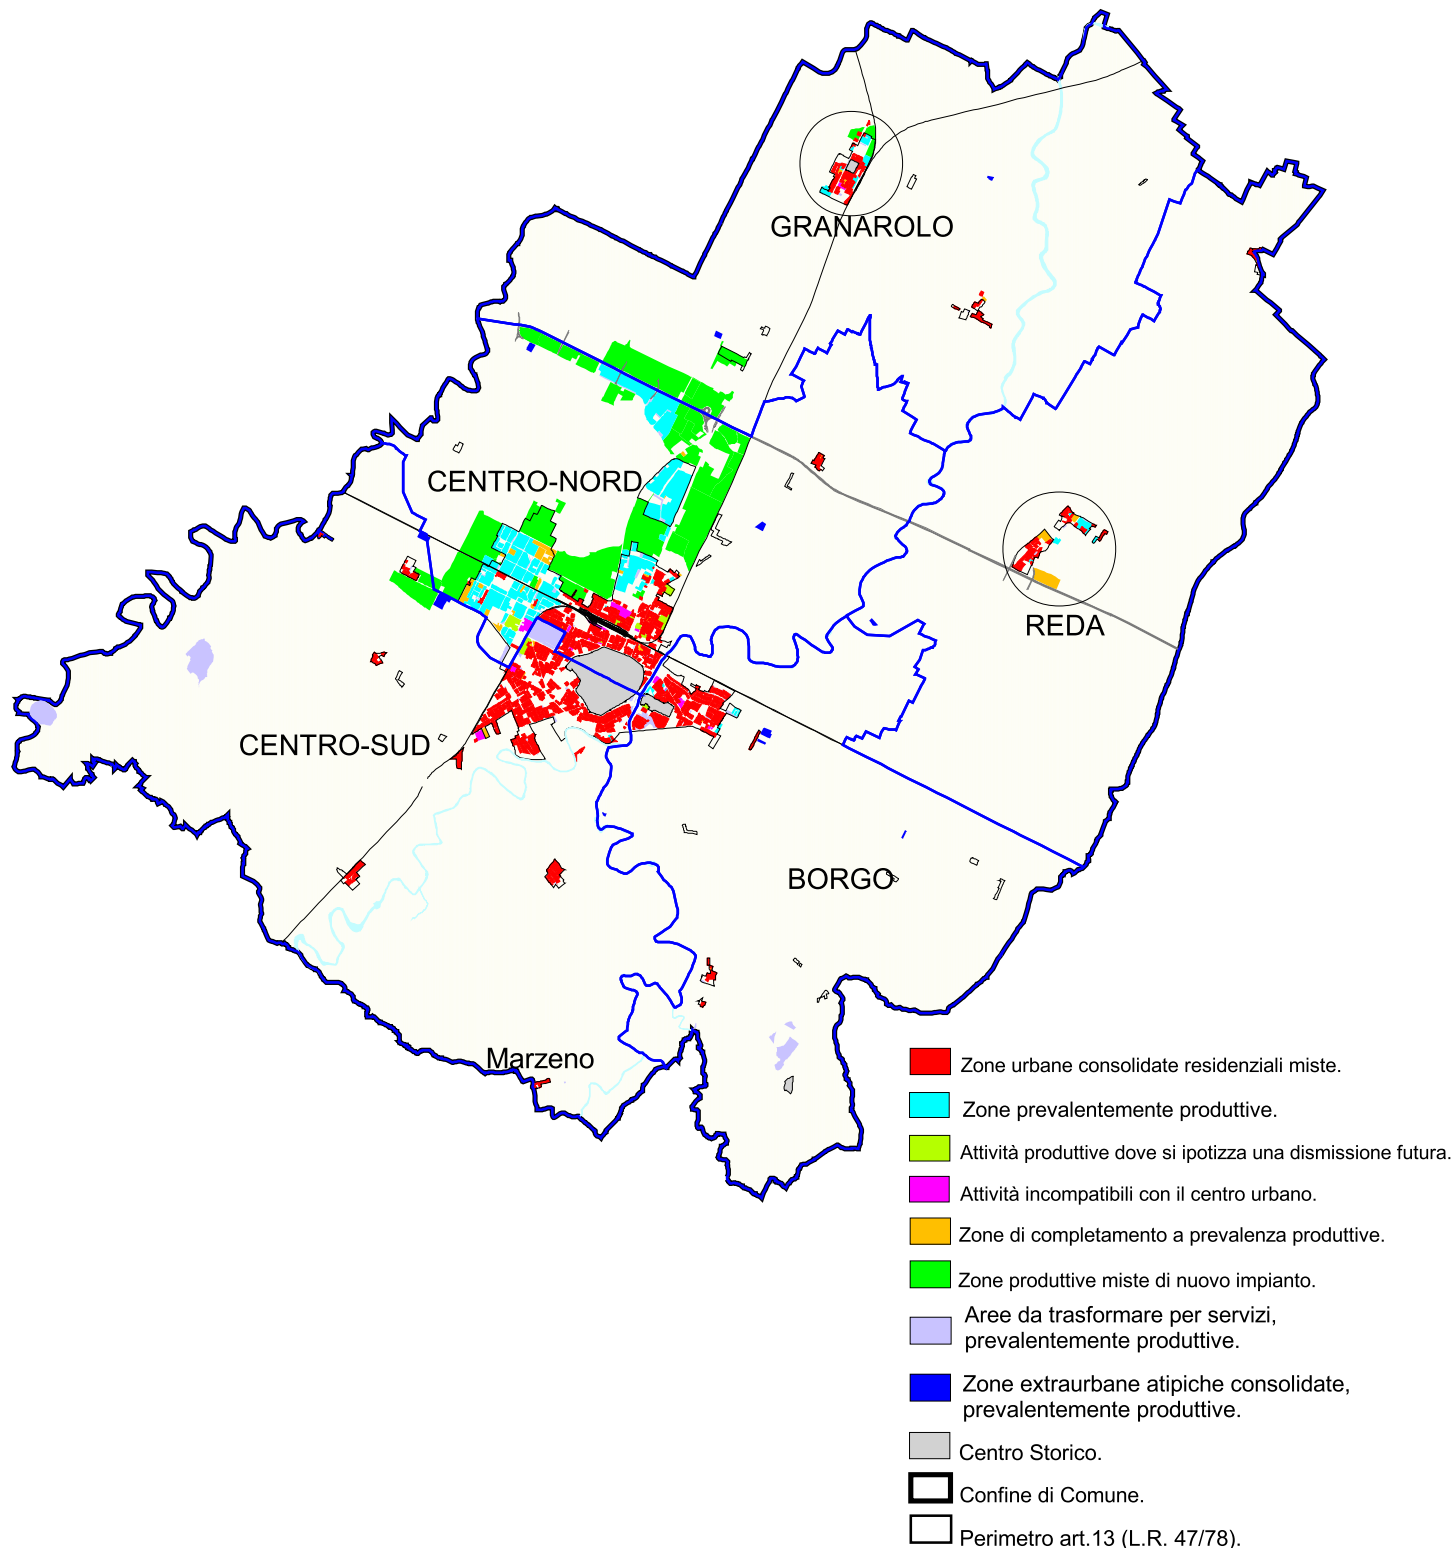 GRANAROLO
CENTRO-NORD
REDA
CENTRO-SUD
BORGO
Marzeno
Zone urbane consolidate residenziali miste.
Zone prevalentemente produttive.
Attività produttive dove si ipotizza una dismissione futura.
Attività incompatibili con il centro urbano.
Zone di completamento a prevalenza produttive.
Zone produttive miste di nuovo impianto.
Aree da trasformare per servizi,
prevalentemente produttive.
Zone extraurbane atipiche consolidate,
prevalentemente produttive.
Centro Storico.
Confine di Comune.
Perimetro art.13 (L.R. 47/78).